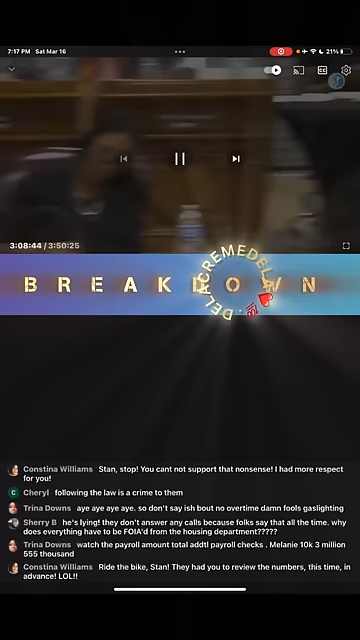 7:17 PM Sat Mar 16
21%
CC
3:08:44 / 3:50:25
BREAKDOWN
DELACREMEDELA
Constina Williams Stan, stop! You cant not support that nonsense! I had more respect
for you!
C Cheryl following the law is a crime to them
Trina Downs aye aye aye aye. so don't say ish bout no overtime damn fools gaslighting
Sherry B he's lying! they don't answer any calls because folks say that all the time. why
does everything have to be FOIA'd from the housing department?????
Trina Downs watch the payroll amount total addtl payroll checks . Melanie 10k 3 million
555 thousand
Constina Williams Ride the bike, Stan! They had you to review the numbers, this time, in
advance! LOL!!